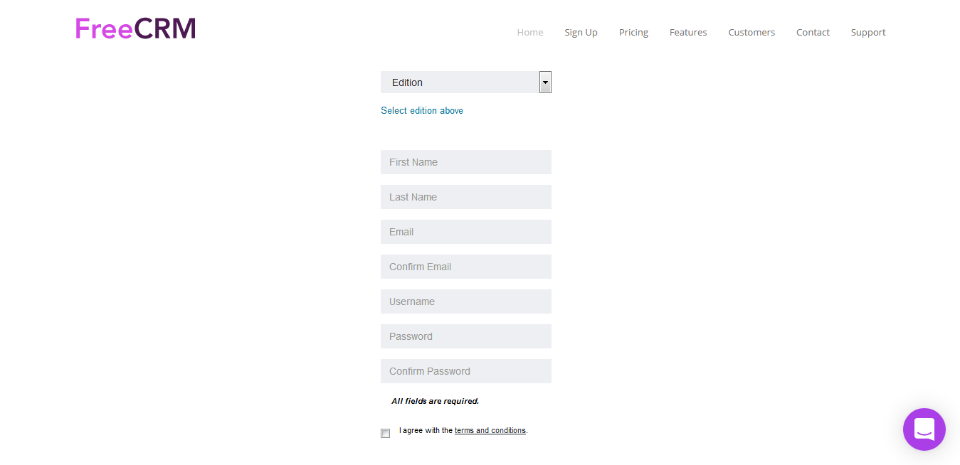 FreeCRM
Home Sign Up Pricing Features Customers Contact Support
Edition
Select edition above
First Name
Last Name
Email
Confirm Email
Username
Password
Confirm Password
All fields are required.
I agree with the terms and conditions.